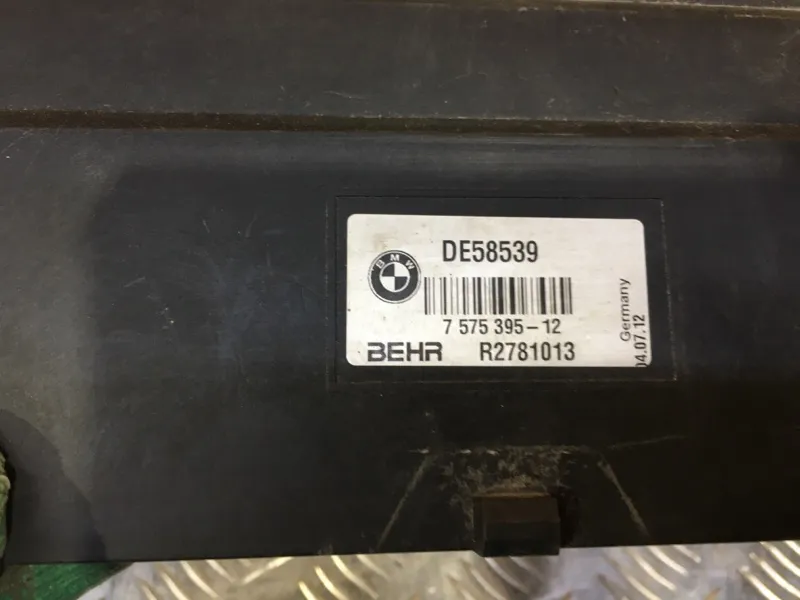 DE58539
BMW
7 575 395-12
BEHR R2781013
Germany
04.07.12